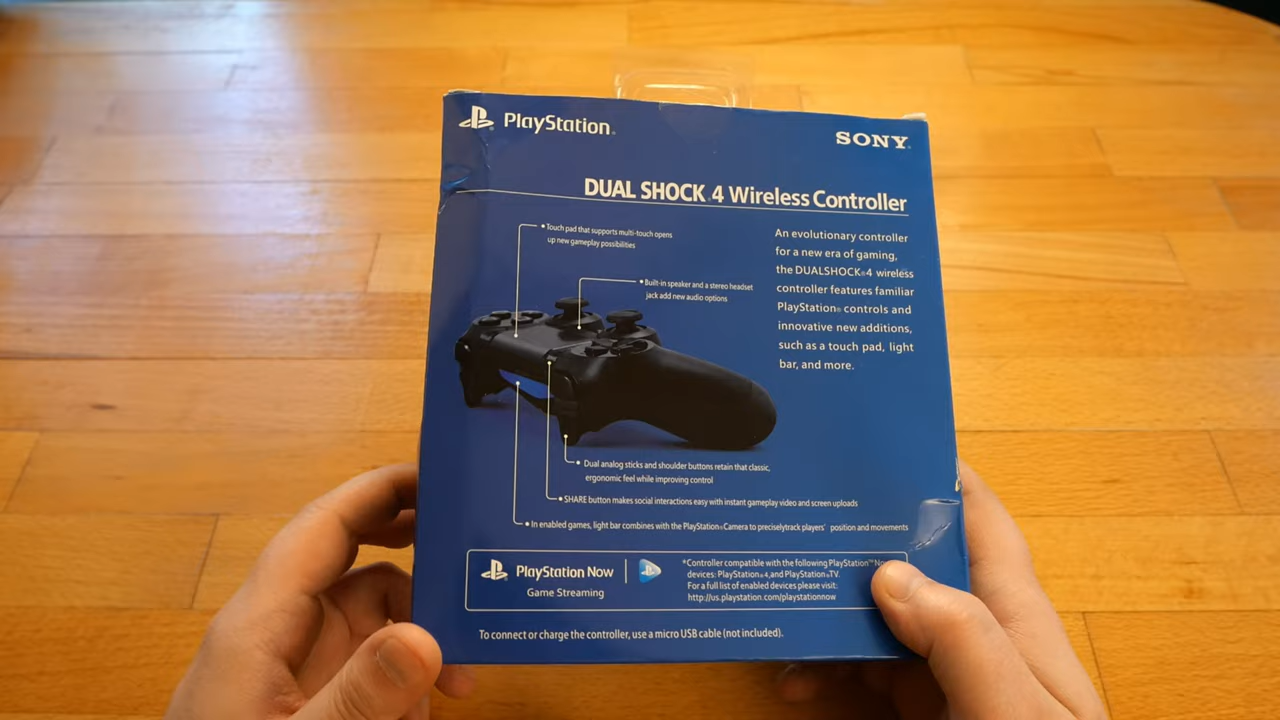 PlayStation®
SONY®
DUAL SHOCK®4 Wireless Controller
Touch pad that supports multi-touch opens
up new gameplay possibilities
Built-in speaker and a stereo headset
jack add new audio options
An evolutionary controller
for a new era of gaming,
the DUALSHOCK®4 wireless
controller features familiar
PlayStation® controls and
innovative new additions,
such as a touch pad, light
bar, and more.
Dual analog sticks and shoulder buttons retain that classic,
ergonomic feel while improving control
SHARE button makes social interactions easy with instant gameplay video and screen uploads
In enabled games, light bar combines with the PlayStation®Camera to preciselytrack players' position and movements
PlayStation Now
Game Streaming
*Controller compatible with the following PlayStation™
devices: PlayStation®4,and PlayStation®TV.
For a full list of enabled devices please visit:
http://us.playstation.com/playstationnow
To connect or charge the controller, use a micro USB cable (not included).